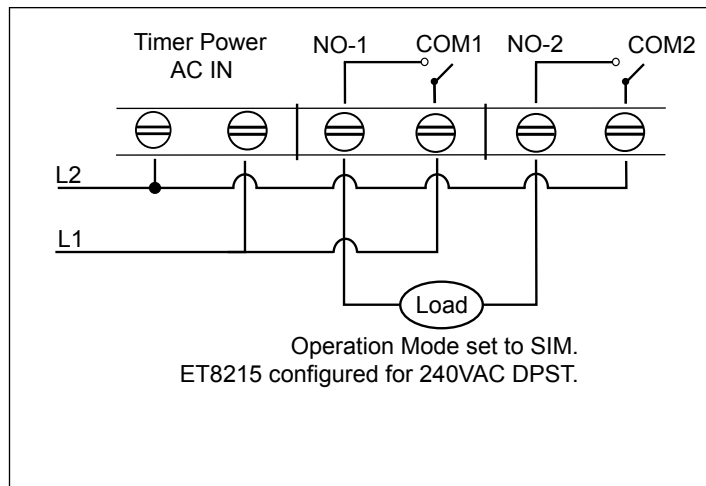 Timer Power
AC IN
NO-1
COM1
NO-2
COM2
L2
L1
Load
Operation Mode set to SIM.
ET8215 configured for 240VAC DPST.